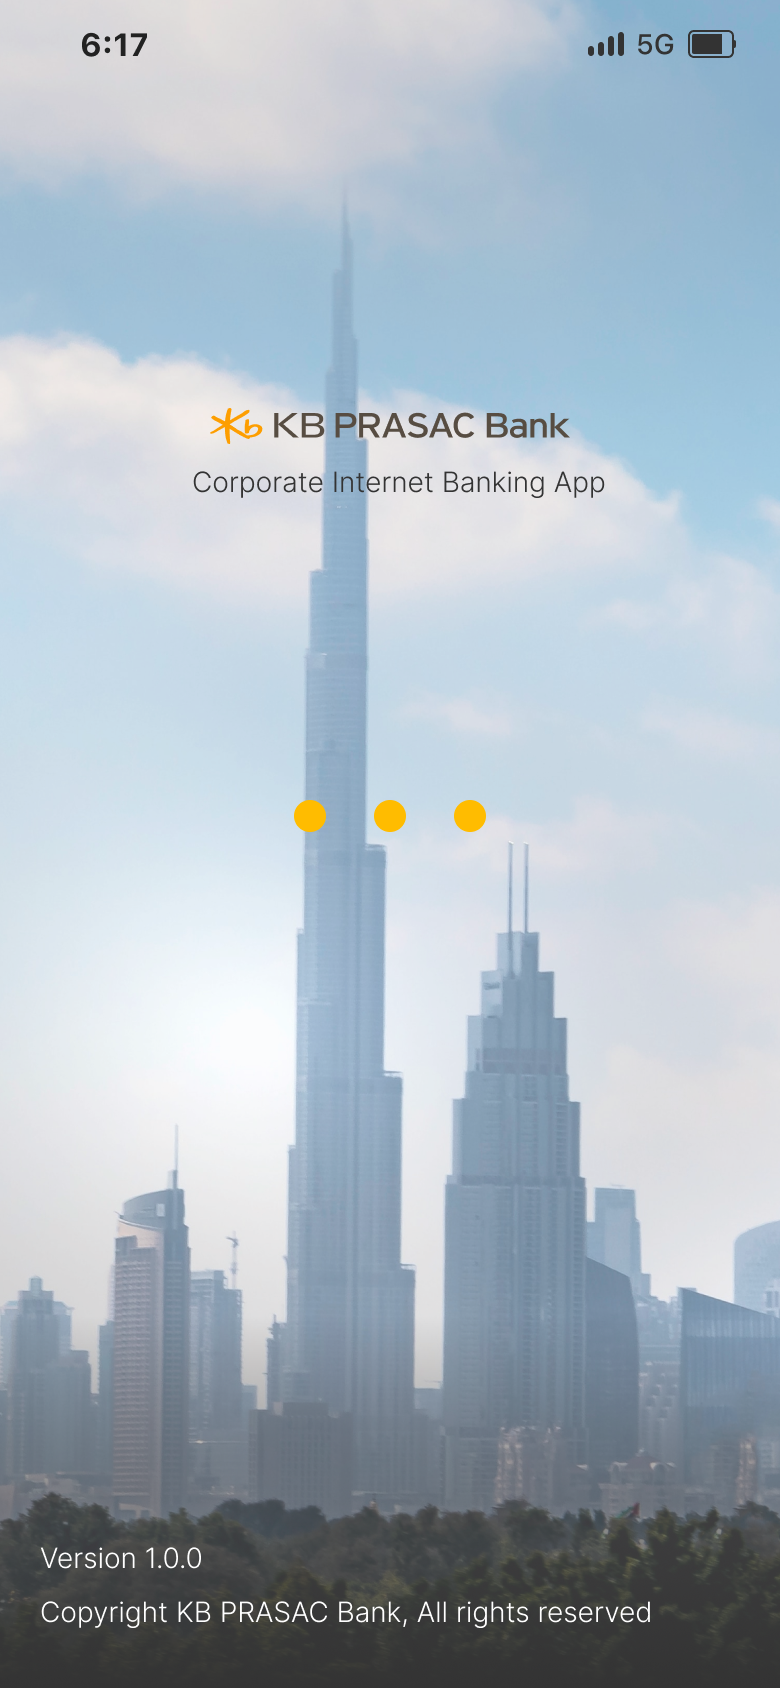 6:17 5G
KB PRASAC Bank
Corporate Internet Banking App
Version 1.0.0
Copyright KB PRASAC Bank, All rights reserved